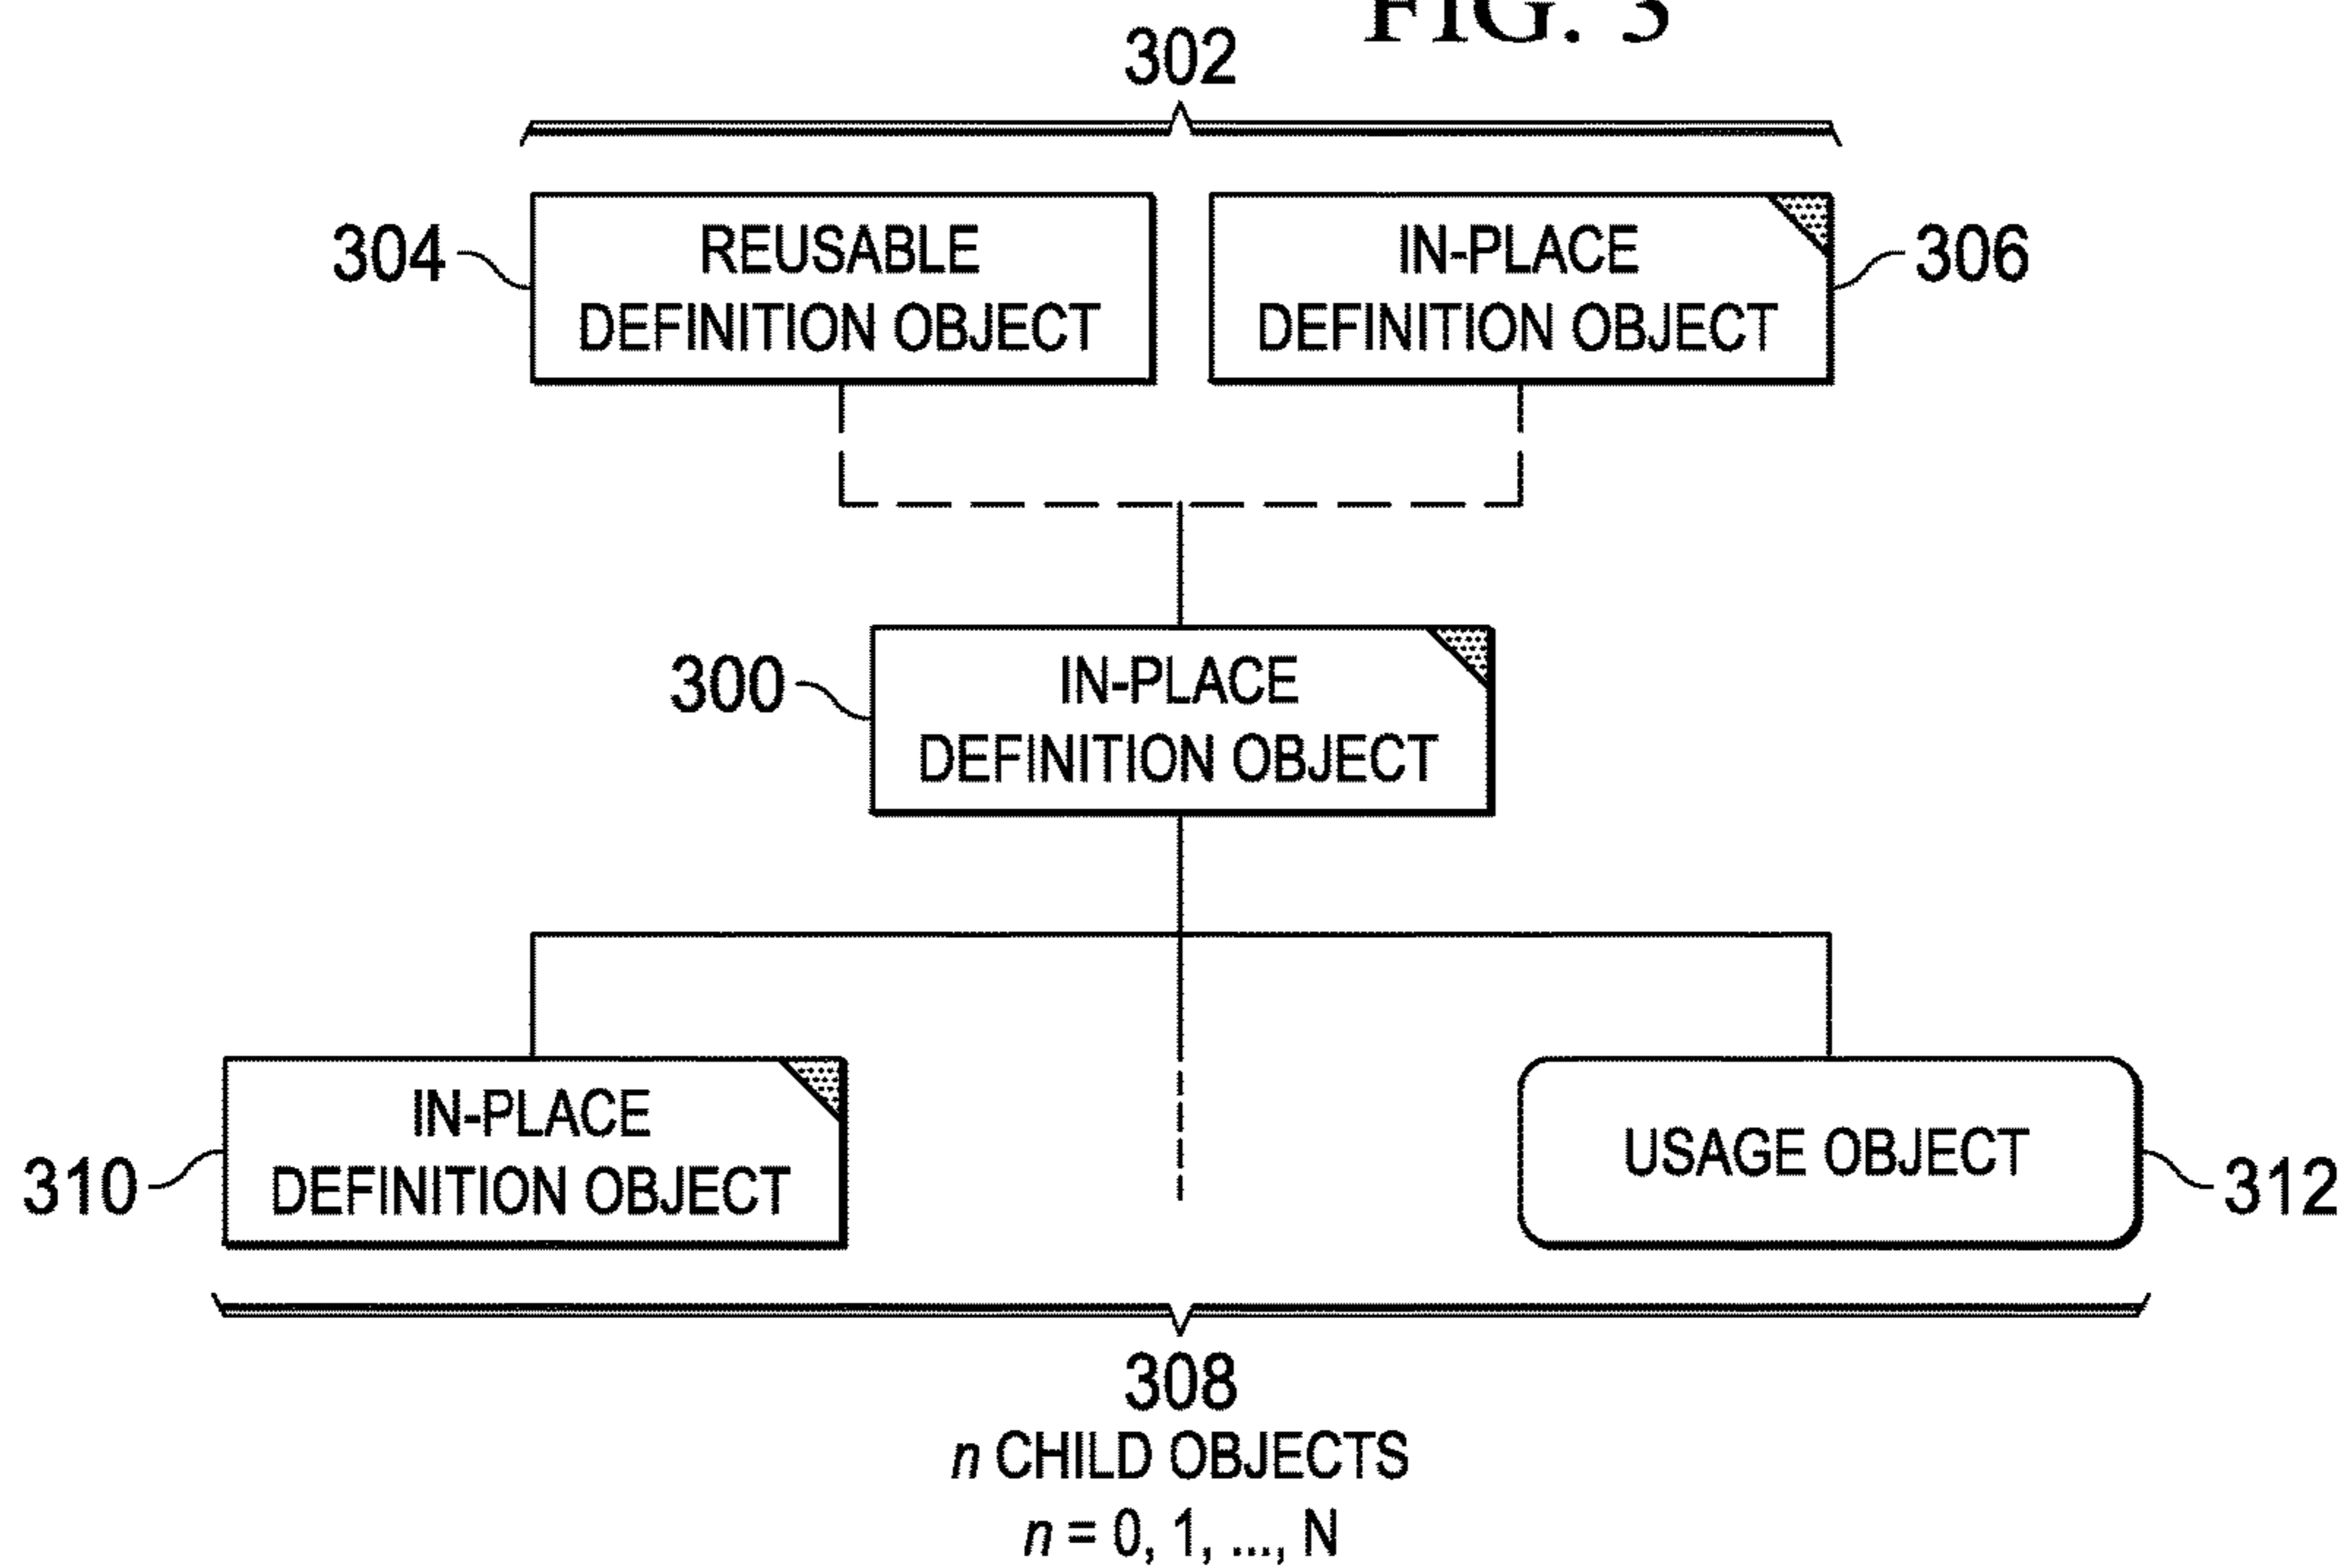 FIG. 3
302
304
REUSABLE
DEFINITION OBJECT
IN-PLACE
DEFINITION OBJECT
306
300
IN-PLACE
DEFINITION OBJECT
310
IN-PLACE
DEFINITION OBJECT
USAGE OBJECT
312
308
n CHILD OBJECTS
n = 0, 1, ..., N